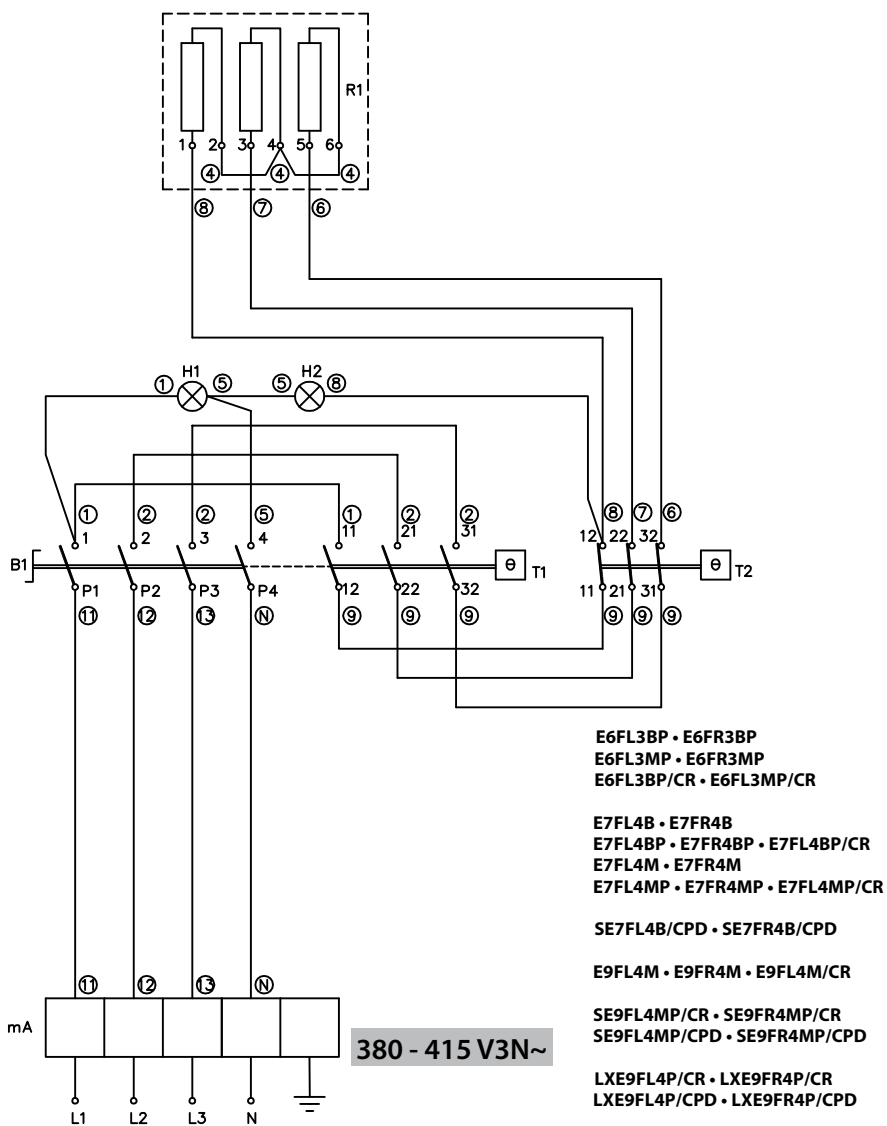 R1
1 2 3 4 5 6
④ ④ ④
⑧ ⑦ ⑥
H1 H2
① ⑤ ⑤ ⑧
① ② ② ⑤ ① ② ② ⑧ ⑦ ⑥
1 2 3 4 11 21 31 12 22 32
B1 θ T1 θ T2
P1 P2 P3 P4 12 22 32 11 21 31
⑪ ⑫ ⑬ Ⓝ ⑨ ⑨ ⑨ ⑨ ⑨ ⑨
E6FL3BP • E6FR3BP
E6FL3MP • E6FR3MP
E6FL3BP/CR • E6FL3MP/CR
E7FL4B • E7FR4B
E7FL4BP • E7FR4BP • E7FL4BP/CR
E7FL4M • E7FR4M
E7FL4MP • E7FR4MP • E7FL4MP/CR
SE7FL4B/CPD • SE7FR4B/CPD
E9FL4M • E9FR4M • E9FL4M/CR
SE9FL4MP/CR • SE9FR4MP/CR
SE9FL4MP/CPD • SE9FR4MP/CPD
LXE9FL4P/CR • LXE9FR4P/CR
LXE9FL4P/CPD • LXE9FR4P/CPD
⑪ ⑫ ⑬ Ⓝ
mA
380 - 415 V3N~
L1 L2 L3 N